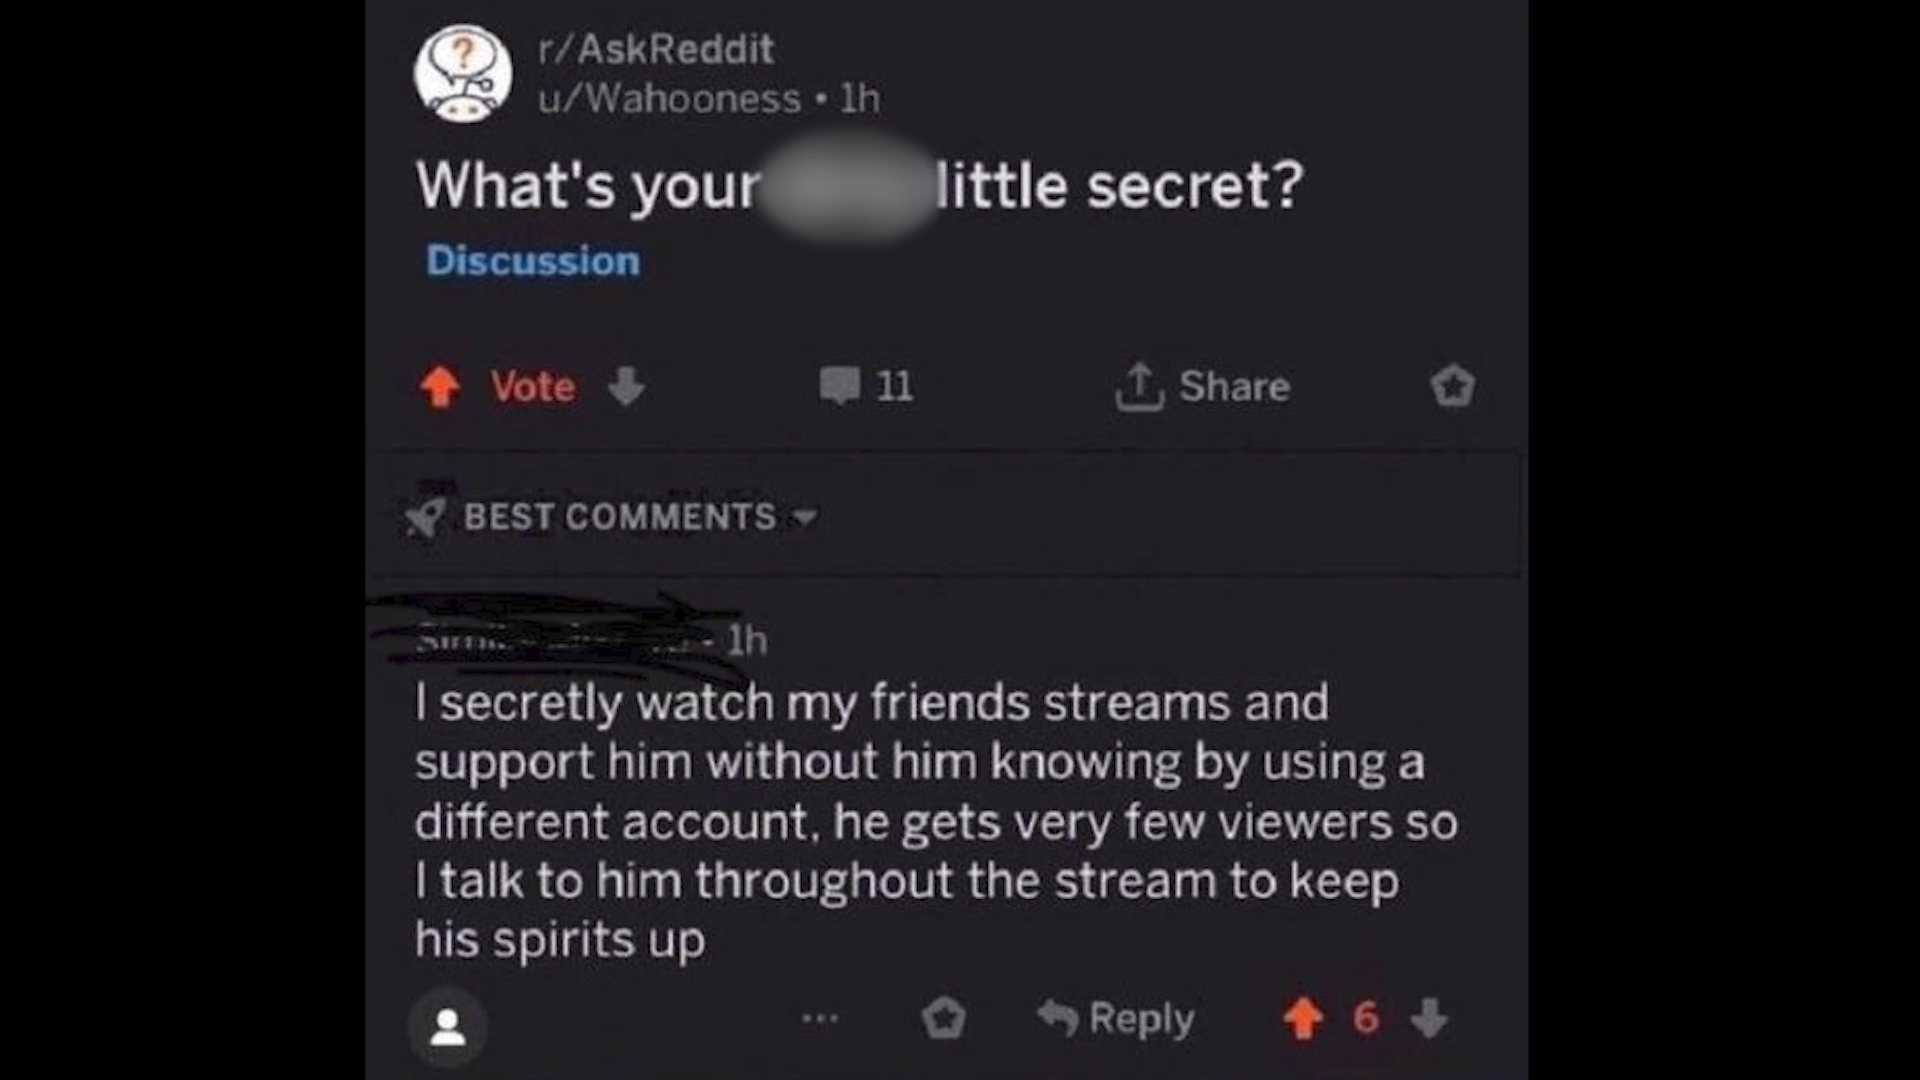 r/AskReddit
u/Wahooness • 1h
What's your little secret?
Discussion
Vote 11 Share
BEST COMMENTS
• 1h
I secretly watch my friends streams and
support him without him knowing by using a
different account, he gets very few viewers so
I talk to him throughout the stream to keep
his spirits up
... Reply 6